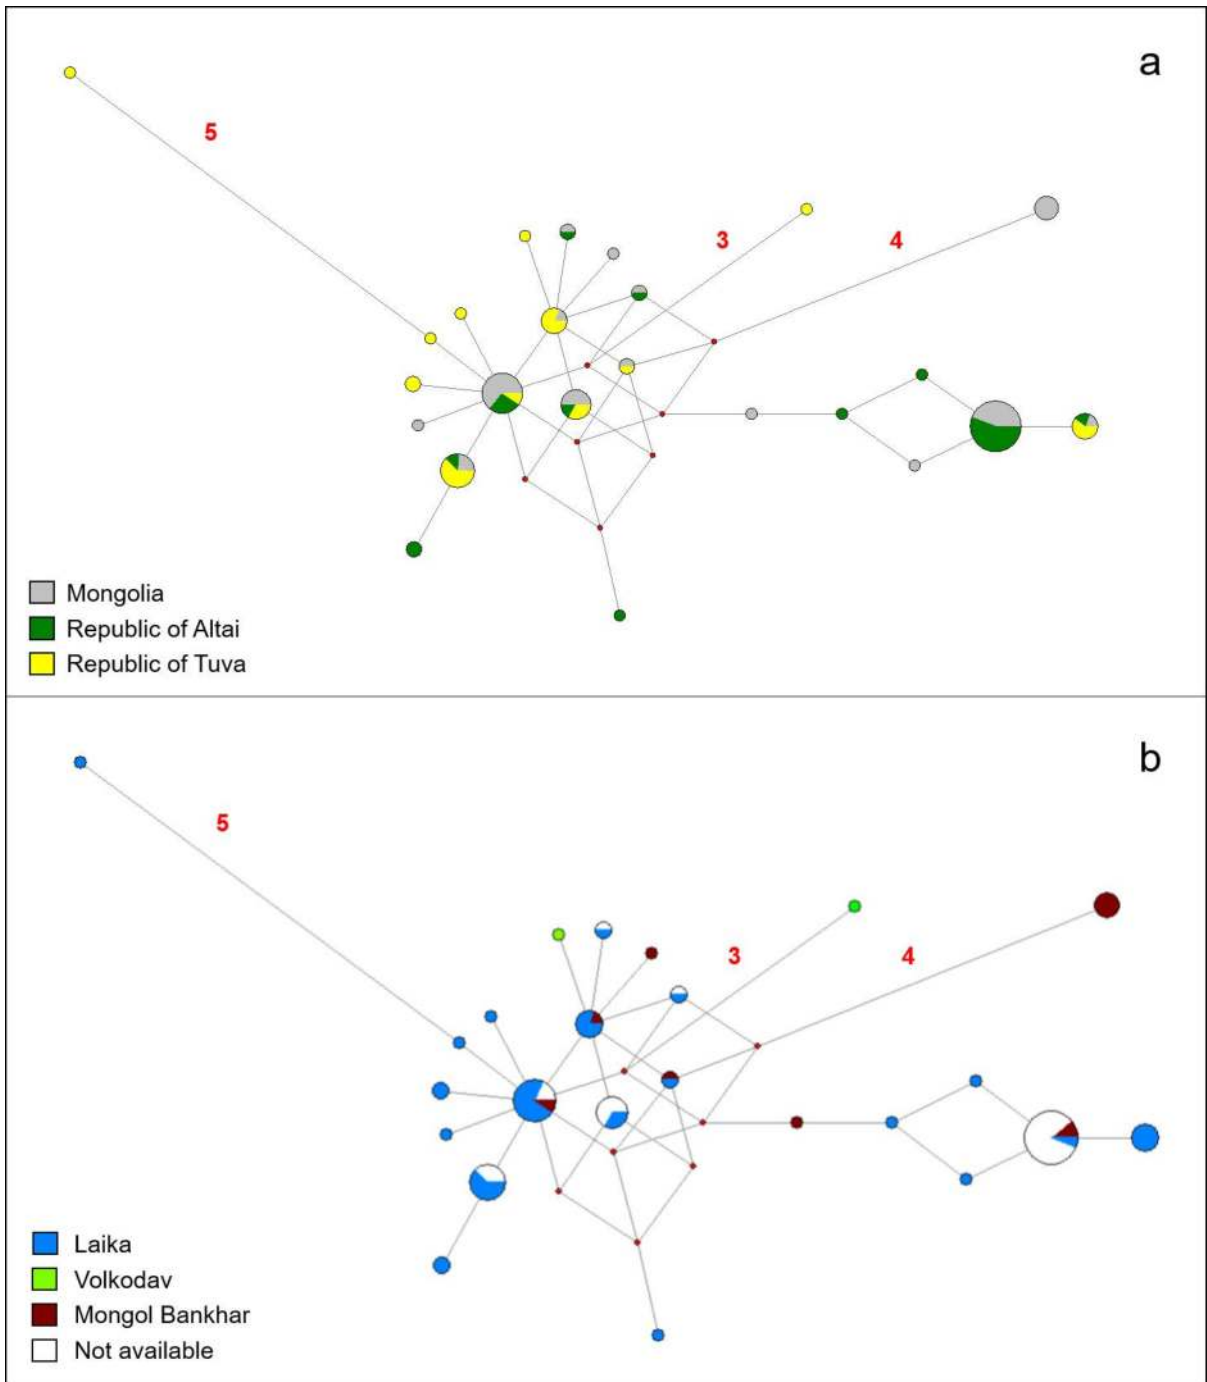 a
5
3
4
Mongolia
Republic of Altai
Republic of Tuva
b
5
3
4
Laika
Volkodav
Mongol Bankhar
Not available